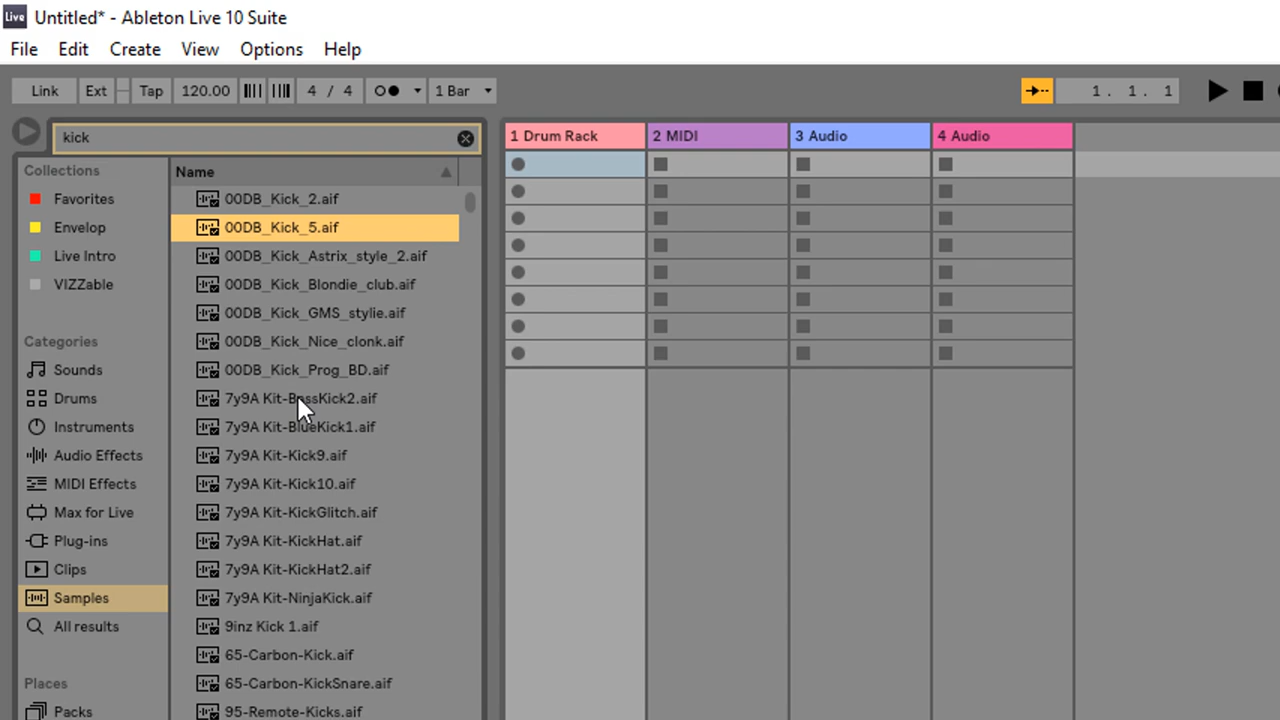 Live Untitled* - Ableton Live 10 Suite
File Edit Create View Options Help
Link Ext Tap 120.00 4 / 4 1 Bar 1. 1. 1
kick
1 Drum Rack 2 MIDI 3 Audio 4 Audio
Collections
Favorites
Envelop
Live Intro
VIZZable
Categories
Sounds
Drums
Instruments
Audio Effects
MIDI Effects
Max for Live
Plug-ins
Clips
Samples
All results
Places
Packs
Name
00DB_Kick_2.aif
00DB_Kick_5.aif
00DB_Kick_Astrix_style_2.aif
00DB_Kick_Blondie_club.aif
00DB_Kick_GMS_stylie.aif
00DB_Kick_Nice_clonk.aif
00DB_Kick_Prog_BD.aif
7y9A Kit-BossKick2.aif
7y9A Kit-BlueKick1.aif
7y9A Kit-Kick9.aif
7y9A Kit-Kick10.aif
7y9A Kit-KickGlitch.aif
7y9A Kit-KickHat.aif
7y9A Kit-KickHat2.aif
7y9A Kit-NinjaKick.aif
9inz Kick 1.aif
65-Carbon-Kick.aif
65-Carbon-KickSnare.aif
95-Remote-Kicks.aif